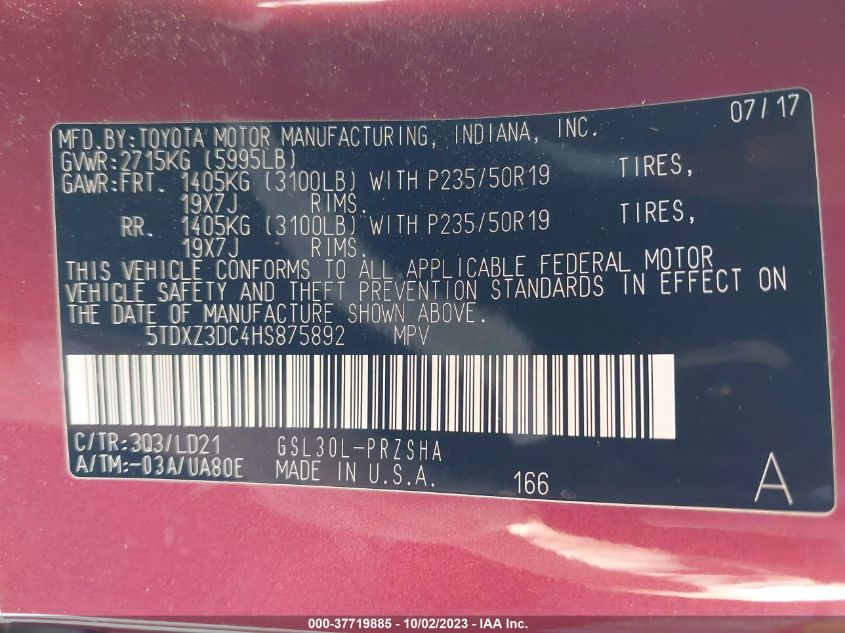 07/17
MFD.BY:TOYOTA MOTOR MANUFACTURING, INDIANA, INC.
GVWR:2715KG (5995LB)
GAWR:FRT. 1405KG (3100LB) WITH P235/50R19 TIRES,
19X7J RIMS.
RR. 1405KG (3100LB) WITH P235/50R19 TIRES,
19X7J RIMS.
THIS VEHICLE CONFORMS TO ALL APPLICABLE FEDERAL MOTOR
VEHICLE SAFETY AND THEFT PREVENTION STANDARDS IN EFFECT ON
THE DATE OF MANUFACTURE SHOWN ABOVE.
5TDXZ3DC4HS875892 MPV
C/TR:3Q3/LD21 GSL30L-PRZSHA
A/TM:-03A/UA80E MADE IN U.S.A. 166 A
000-37719885 - 10/02/2023 - IAA Inc.